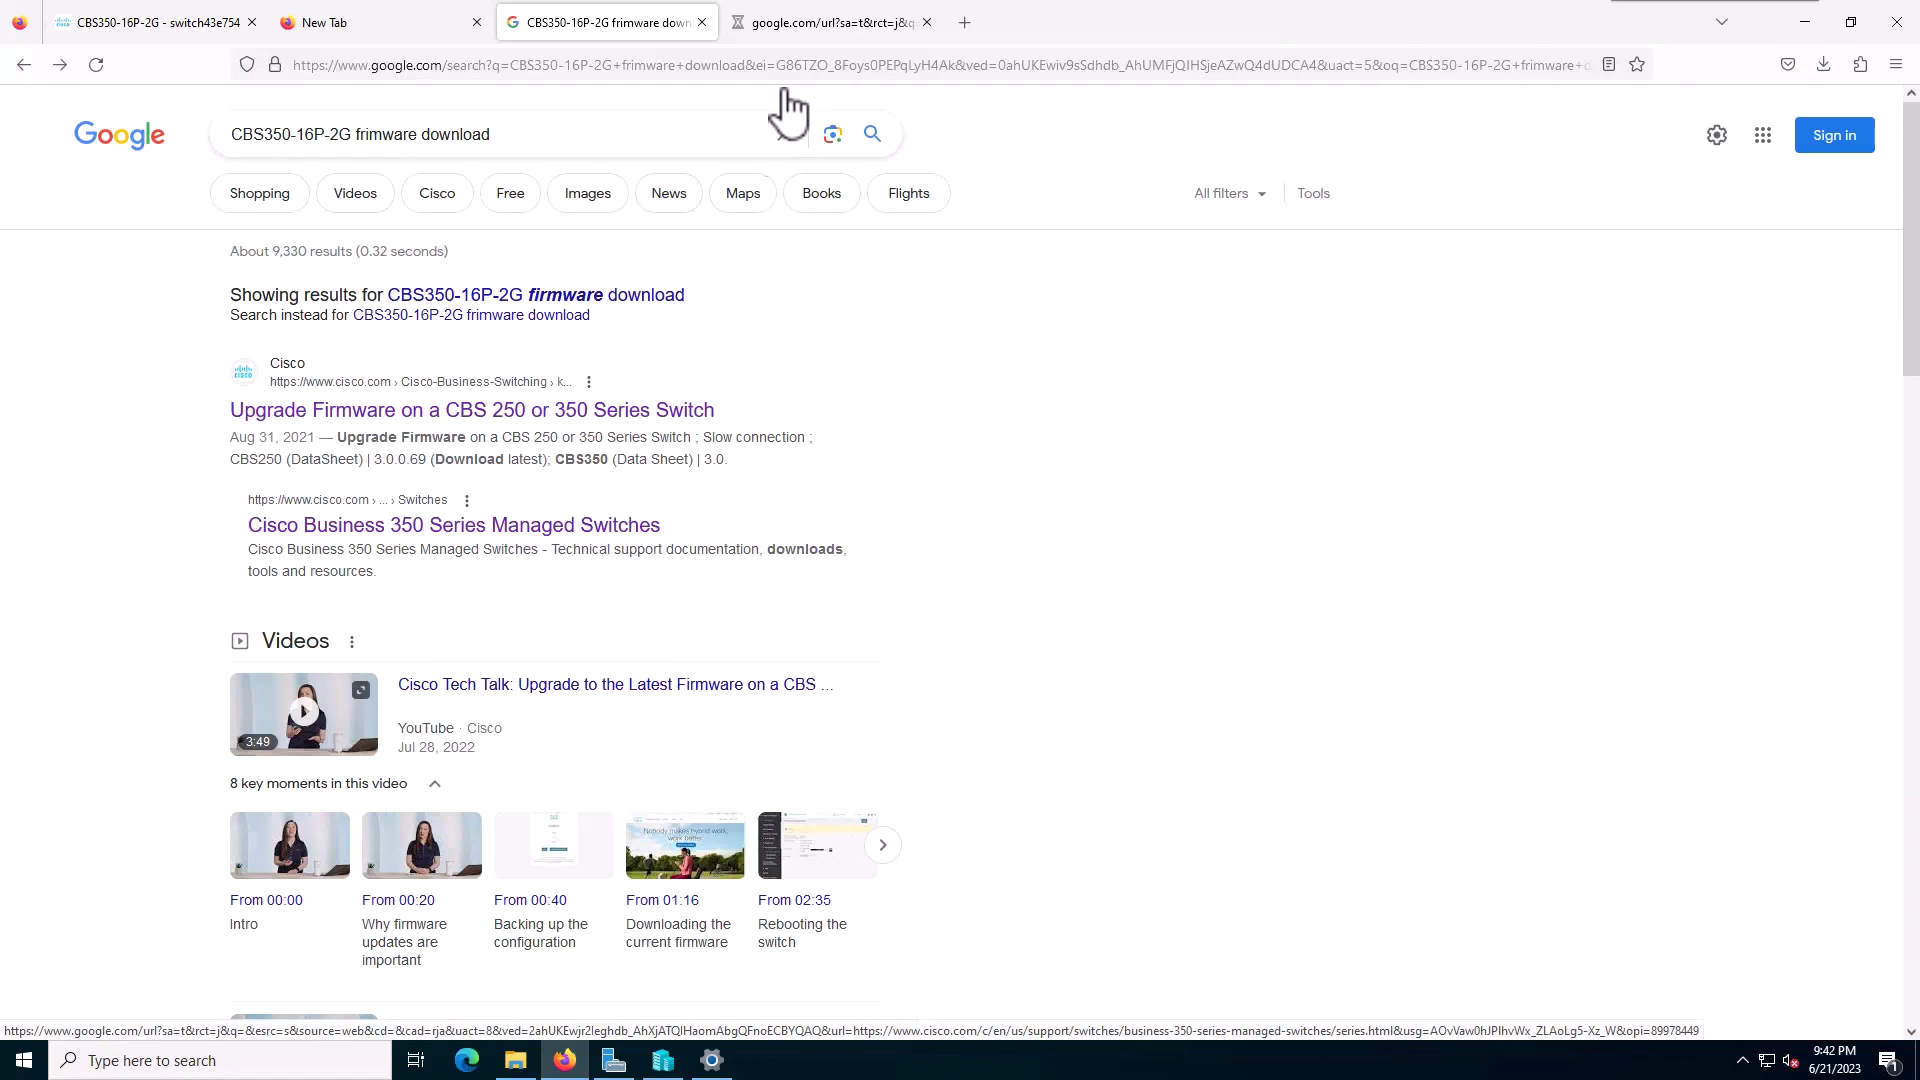 CBS350-16P-2G - switch43e754
New Tab
CBS350-16P-2G frimware down
google.com/url?sa=t&rct=j&q
https://www.google.com/search?q=CBS350-16P-2G+frimware+download&ei=G86TZO_8Foys0PEPqLyH4Ak&ved=0ahUKEwiv9sSdhdb_AhUMFjQIHSjeAZwQ4dUDCA4&uact=5&oq=CBS350-16P-2G+frimware+d
Google
CBS350-16P-2G frimware download
Sign in
Shopping
Videos
Cisco
Free
Images
News
Maps
Books
Flights
All filters
Tools
About 9,330 results (0.32 seconds)
Showing results for CBS350-16P-2G firmware download
Search instead for CBS350-16P-2G frimware download
Cisco
https://www.cisco.com › Cisco-Business-Switching › k...
Upgrade Firmware on a CBS 250 or 350 Series Switch
Aug 31, 2021 — Upgrade Firmware on a CBS 250 or 350 Series Switch ; Slow connection ;
CBS250 (DataSheet) | 3.0.0.69 (Download latest); CBS350 (Data Sheet) | 3.0.
https://www.cisco.com › ... › Switches
Cisco Business 350 Series Managed Switches
Cisco Business 350 Series Managed Switches - Technical support documentation, downloads,
tools and resources.
Videos
Cisco Tech Talk: Upgrade to the Latest Firmware on a CBS ...
YouTube · Cisco
Jul 28, 2022
3:49
8 key moments in this video
Nobody makes hybrid work,
work better.
From 00:00
Intro
From 00:20
Why firmware
updates are
important
From 00:40
Backing up the
configuration
From 01:16
Downloading the
current firmware
From 02:35
Rebooting the
switch
https://www.google.com/url?sa=t&rct=j&q=&esrc=s&source=web&cd=&cad=rja&uact=8&ved=2ahUKEwjr2Ieghdb_AhXjATQIHaomAbgQFnoECBYQAQ&url=https://www.cisco.com/c/en/us/support/switches/business-350-series-managed-switches/series.html&usg=AOvVaw0hJPIhvWx_ZLAoLg5-Xz_W&opi=89978449
Type here to search
9:42 PM
6/21/2023
1